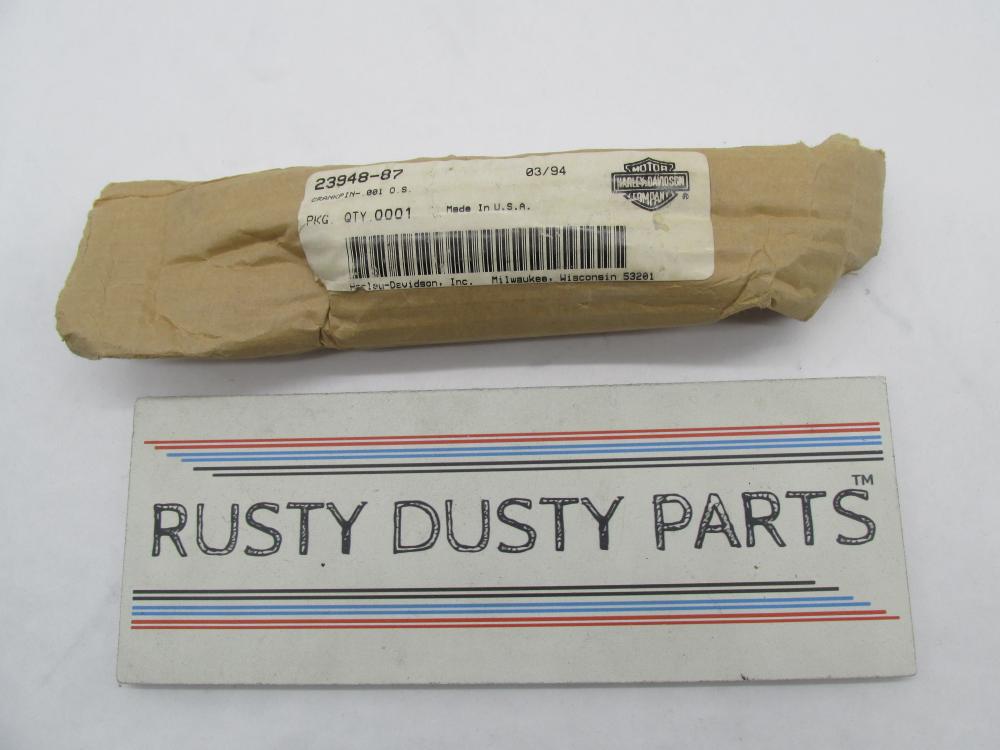 23948-87 03/94
CRANKPIN-.001 O.S.
PKG. QTY. 0001 Made In U.S.A.
Harley-Davidson, Inc. Milwaukee, Wisconsin 53201
MOTOR
HARLEY-DAVIDSON
COMPANY
®
RUSTY DUSTY PARTS™